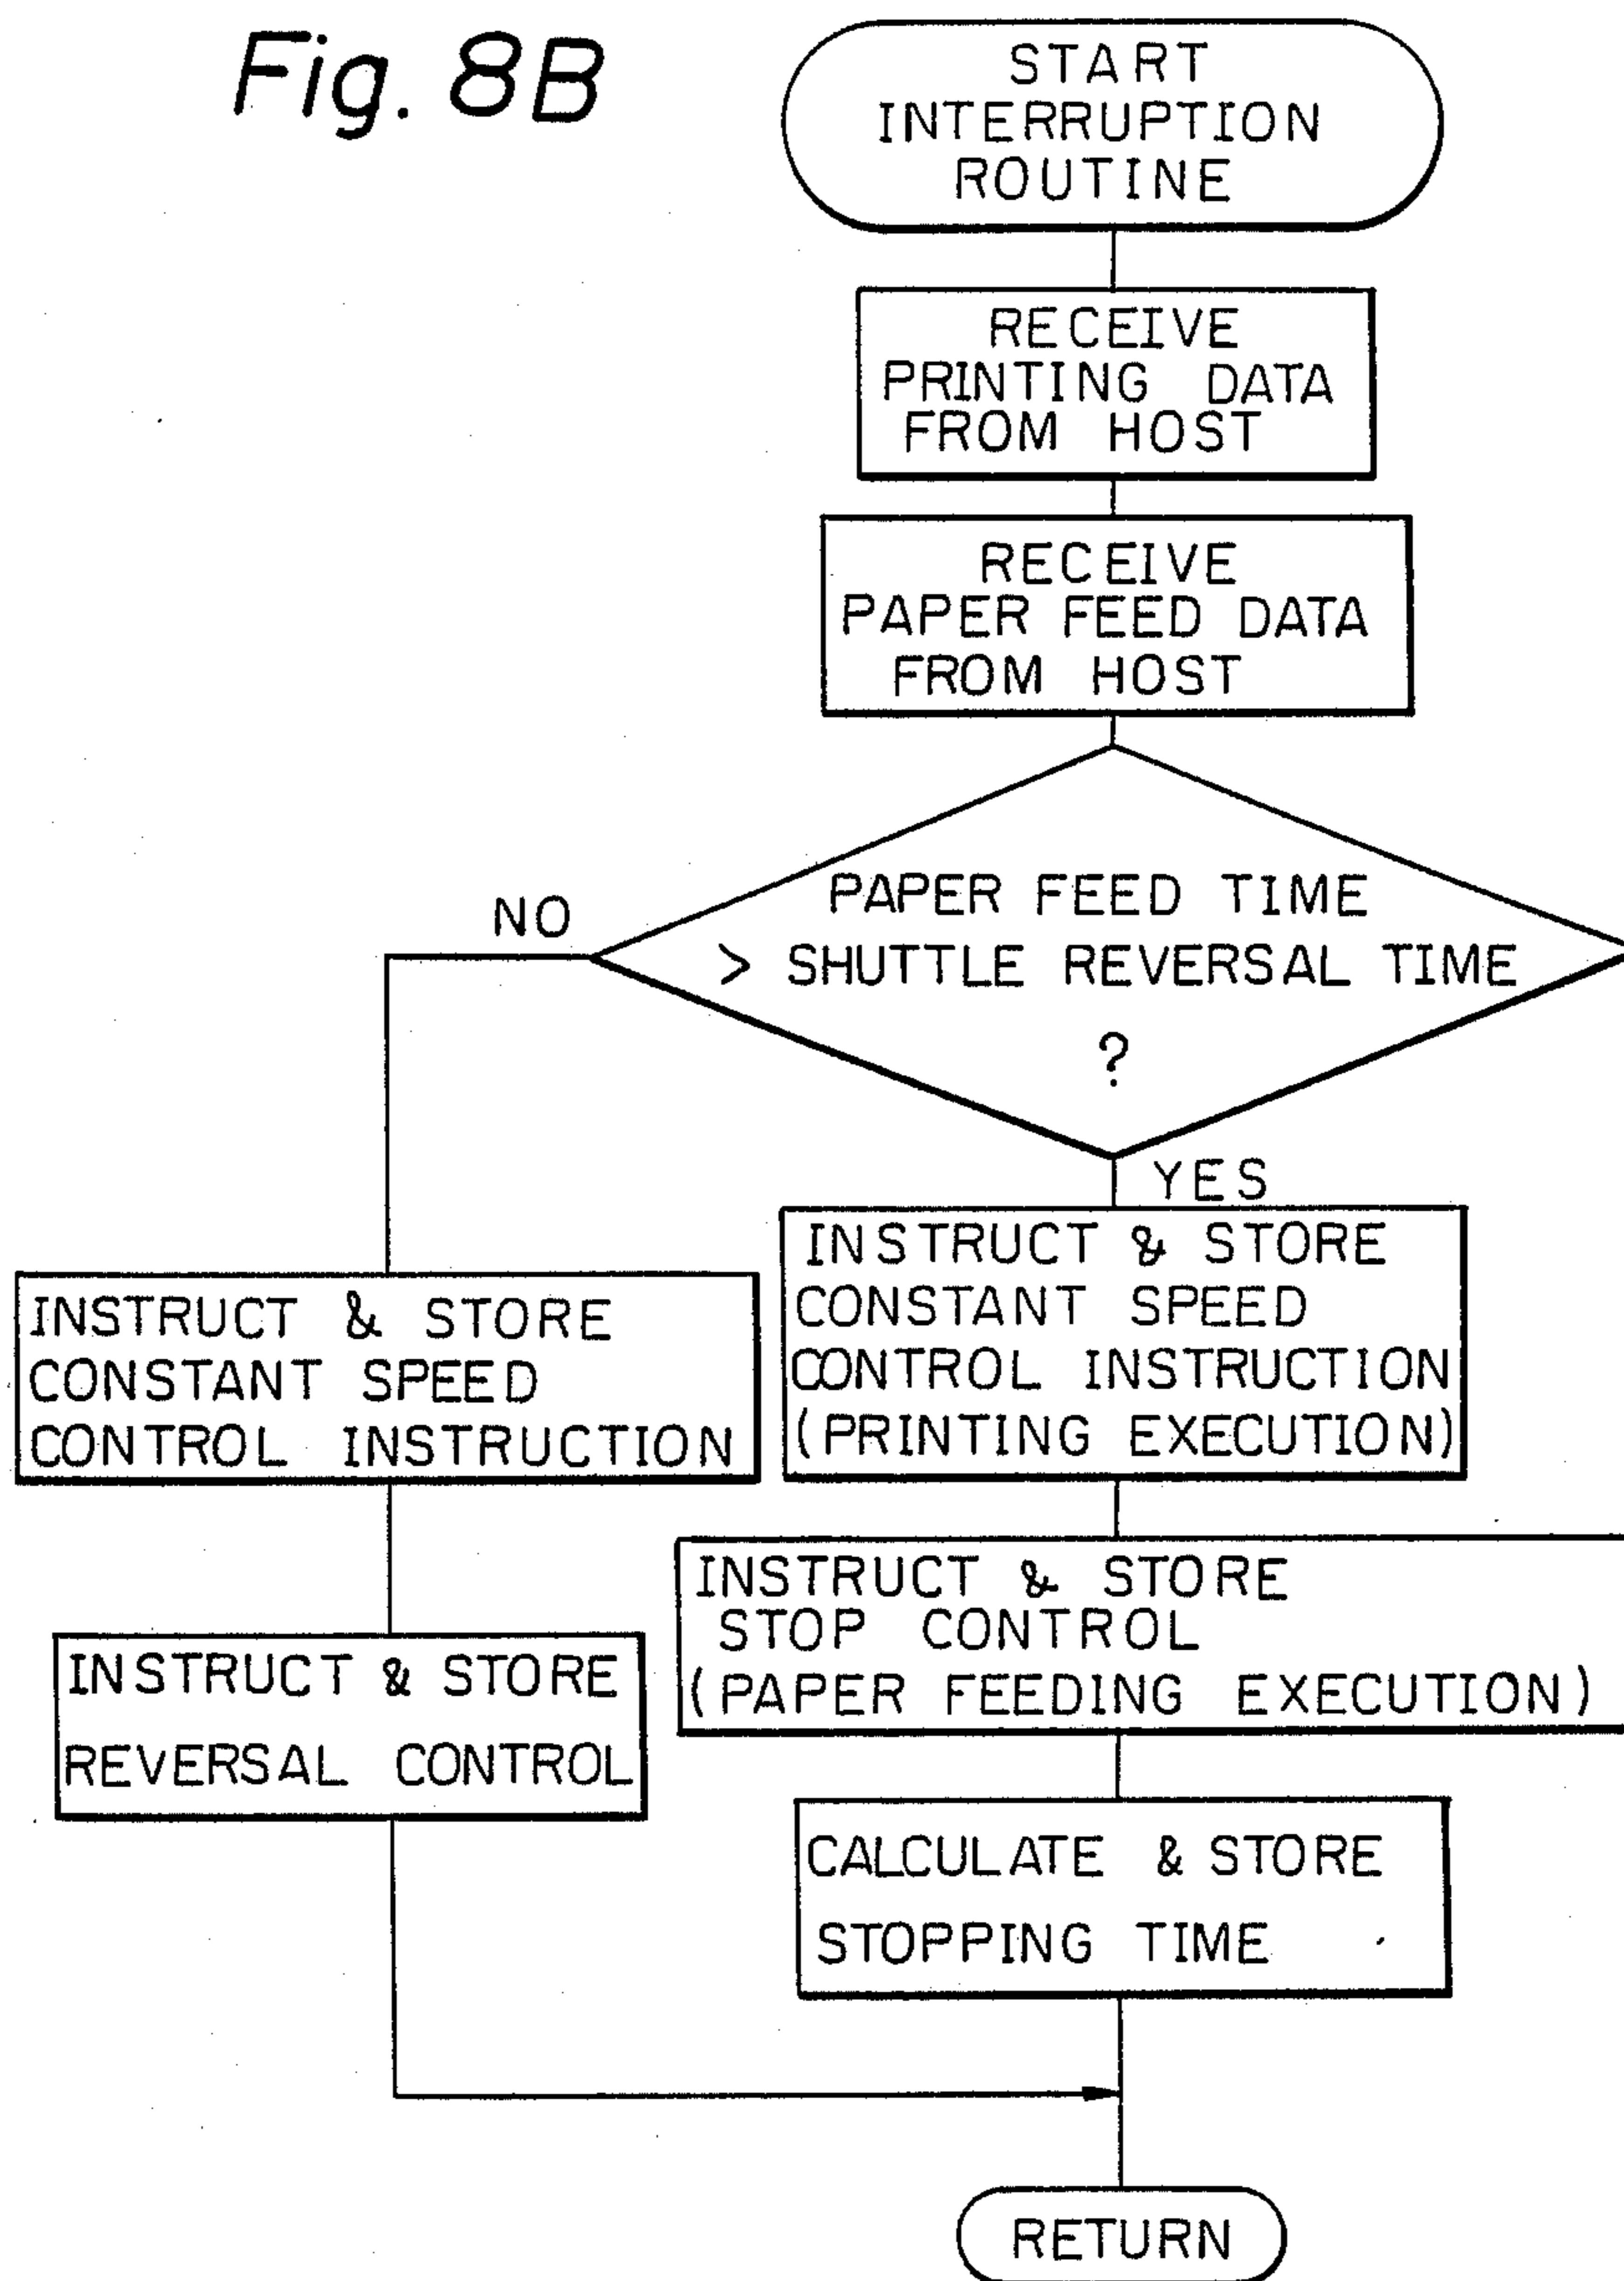 Fig. 8B
START
INTERRUPTION
ROUTINE
RECEIVE
PRINTING DATA
FROM HOST
RECEIVE
PAPER FEED DATA
FROM HOST
PAPER FEED TIME
> SHUTTLE REVERSAL TIME
?
NO
YES
INSTRUCT & STORE
CONSTANT SPEED
CONTROL INSTRUCTION
INSTRUCT & STORE
REVERSAL CONTROL
INSTRUCT & STORE
CONSTANT SPEED
CONTROL INSTRUCTION
(PRINTING EXECUTION)
INSTRUCT & STORE
STOP CONTROL
(PAPER FEEDING EXECUTION)
CALCULATE & STORE
STOPPING TIME
RETURN